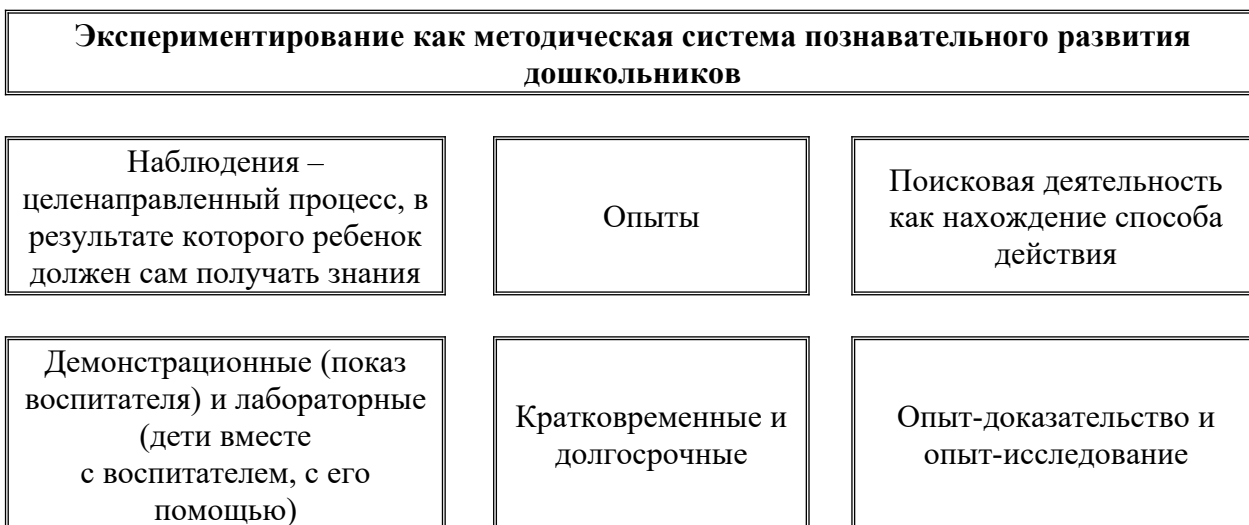 Экспериментирование как методическая система познавательного развития
дошкольников
Наблюдения –
целенаправленный процесс, в
результате которого ребенок
должен сам получать знания
Опыты
Поисковая деятельность
как нахождение способа
действия
Демонстрационные (показ
воспитателя) и лабораторные
(дети вместе
с воспитателем, с его
помощью)
Кратковременные и
долгосрочные
Опыт-доказательство и
опыт-исследование